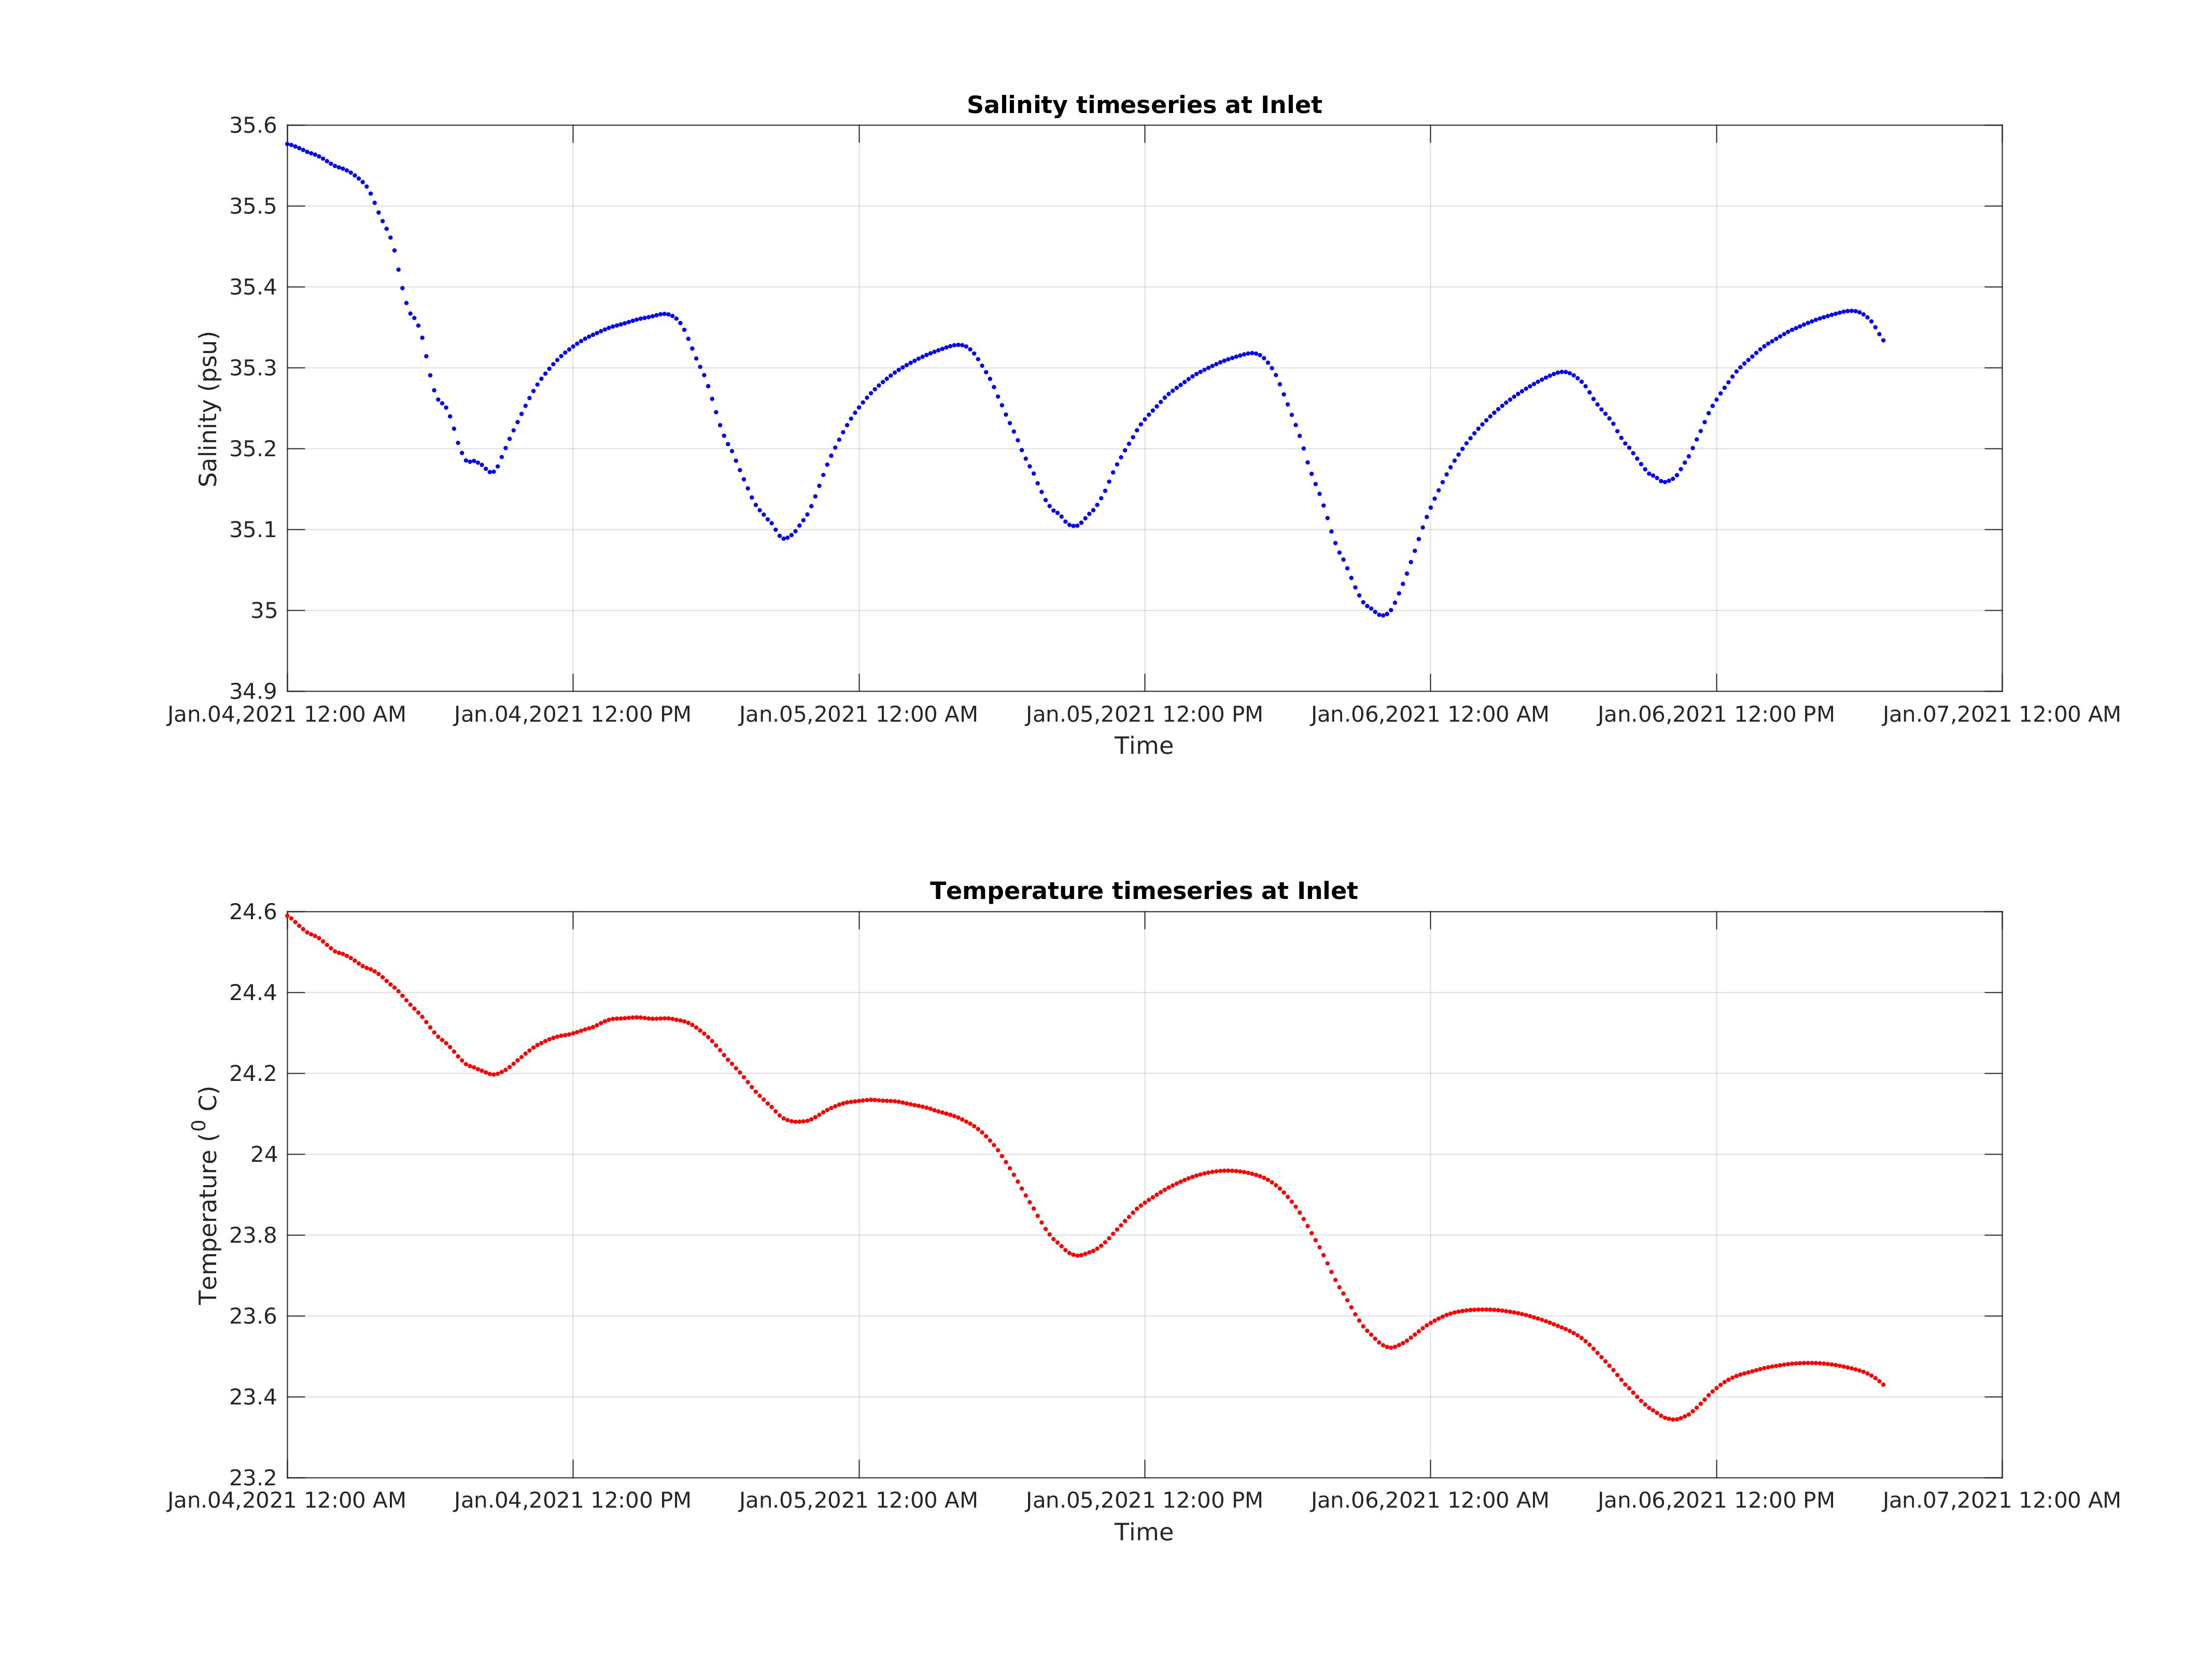 Salinity timeseries at Inlet
35.6
35.5
35.4
35.3
35.2
35.1
35
34.9
Salinity (psu)
Jan.04,2021 12:00 AM Jan.04,2021 12:00 PM Jan.05,2021 12:00 AM Jan.05,2021 12:00 PM Jan.06,2021 12:00 AM Jan.06,2021 12:00 PM Jan.07,2021 12:00 AM
Time
Temperature timeseries at Inlet
24.6
24.4
24.2
24
23.8
23.6
23.4
23.2
Temperature (⁰ C)
Jan.04,2021 12:00 AM Jan.04,2021 12:00 PM Jan.05,2021 12:00 AM Jan.05,2021 12:00 PM Jan.06,2021 12:00 AM Jan.06,2021 12:00 PM Jan.07,2021 12:00 AM
Time